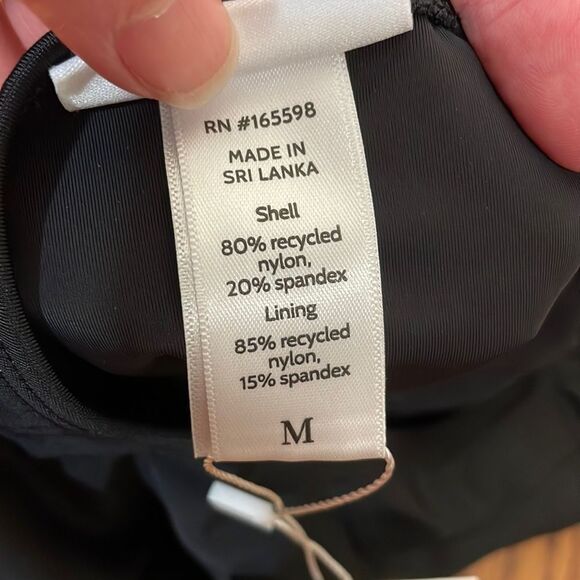 RN #165598
MADE IN
SRI LANKA
Shell
80% recycled
nylon,
20% spandex
Lining
85% recycled
nylon,
15% spandex
M